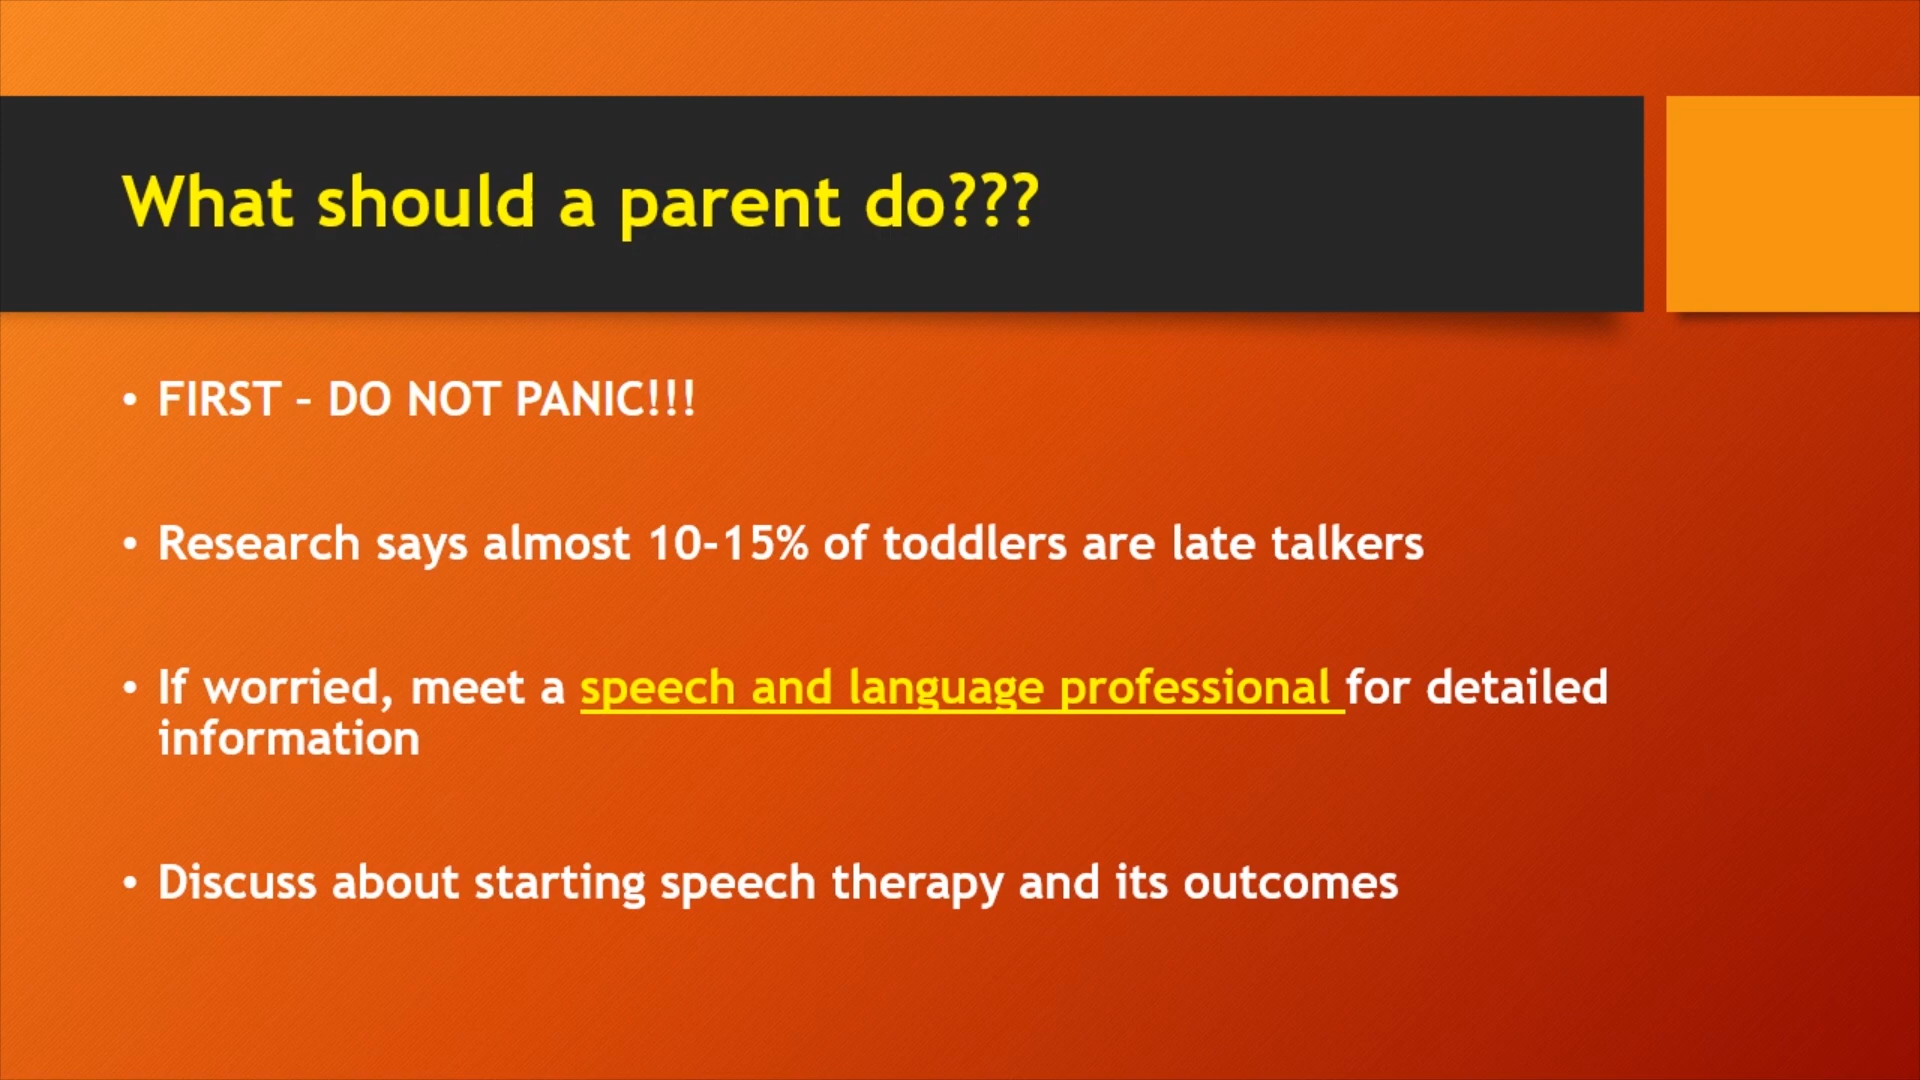 What should a parent do???
• FIRST – DO NOT PANIC!!!
• Research says almost 10-15% of toddlers are late talkers
• If worried, meet a speech and language professional for detailed
information
• Discuss about starting speech therapy and its outcomes